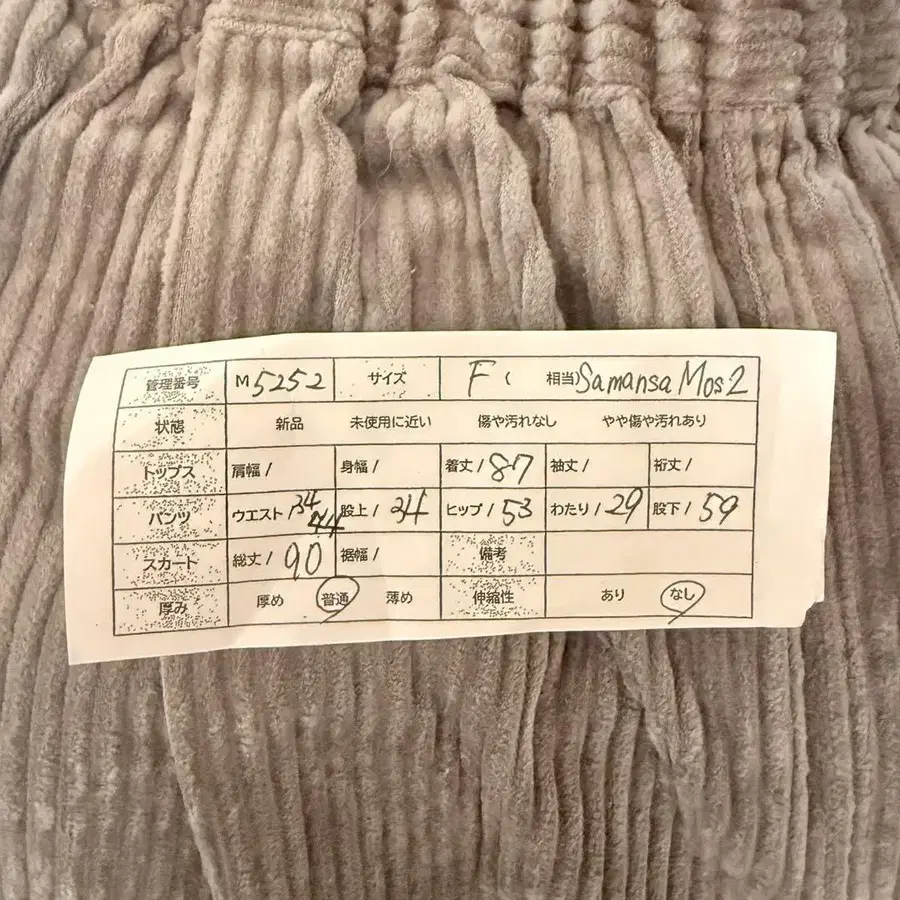 管理番号 M 5252 サイズ F ( 相当) Samansa Mos2
状態 新品 未使用に近い 傷や汚れなし やや傷や汚れあり
トップス 肩幅 / 身幅 / 着丈 / 87 袖丈 / 裄丈 /
パンツ ウエスト / 34 44 股上 / 34 ヒップ / 53 わたり / 29 股下 / 59
スカート 総丈 / 90 裾幅 / 備考
厚み 厚め 普通 薄め 伸縮性 あり なし